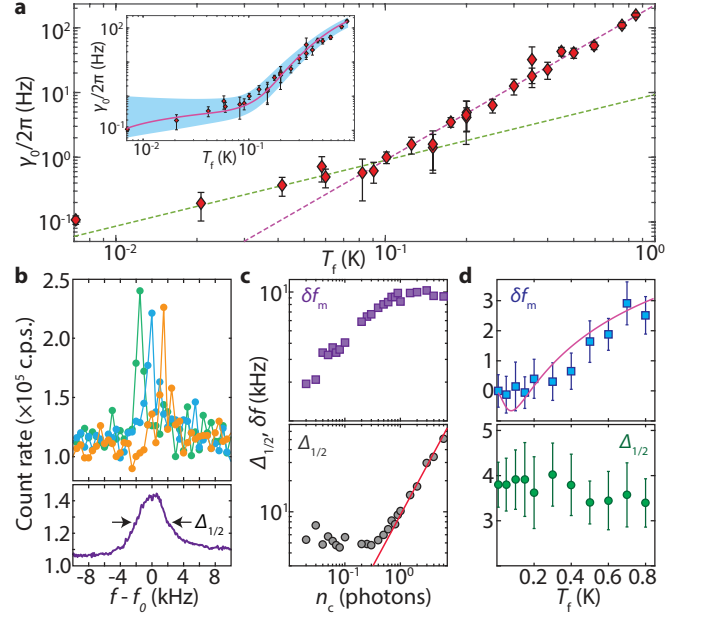 a
γ₀/2π (Hz)
10²
10¹
10⁰
10⁻¹
10⁻²
10⁻¹
10⁰
T_f (K)
γ₀/2π (Hz)
10²
10⁰
10⁻¹
10⁻²
10⁻¹
10⁰
T_f (K)
b
Count rate (×10⁵ c.p.s.)
2.5
2.0
1.5
1.0
1.4
1.2
1.0
Δ₁/₂
-10 8
-4
0
4
10
f - f₀ (kHz)
c
Δ₁/₂, δf (kHz)
δf_m
10¹
Δ₁/₂
10¹
10⁻¹
10⁰
n_c (photons)
d
δf_m
3
2
1
0
Δ₁/₂
5
4
3
0.2
0.4
0.6
0.8
T_f (K)